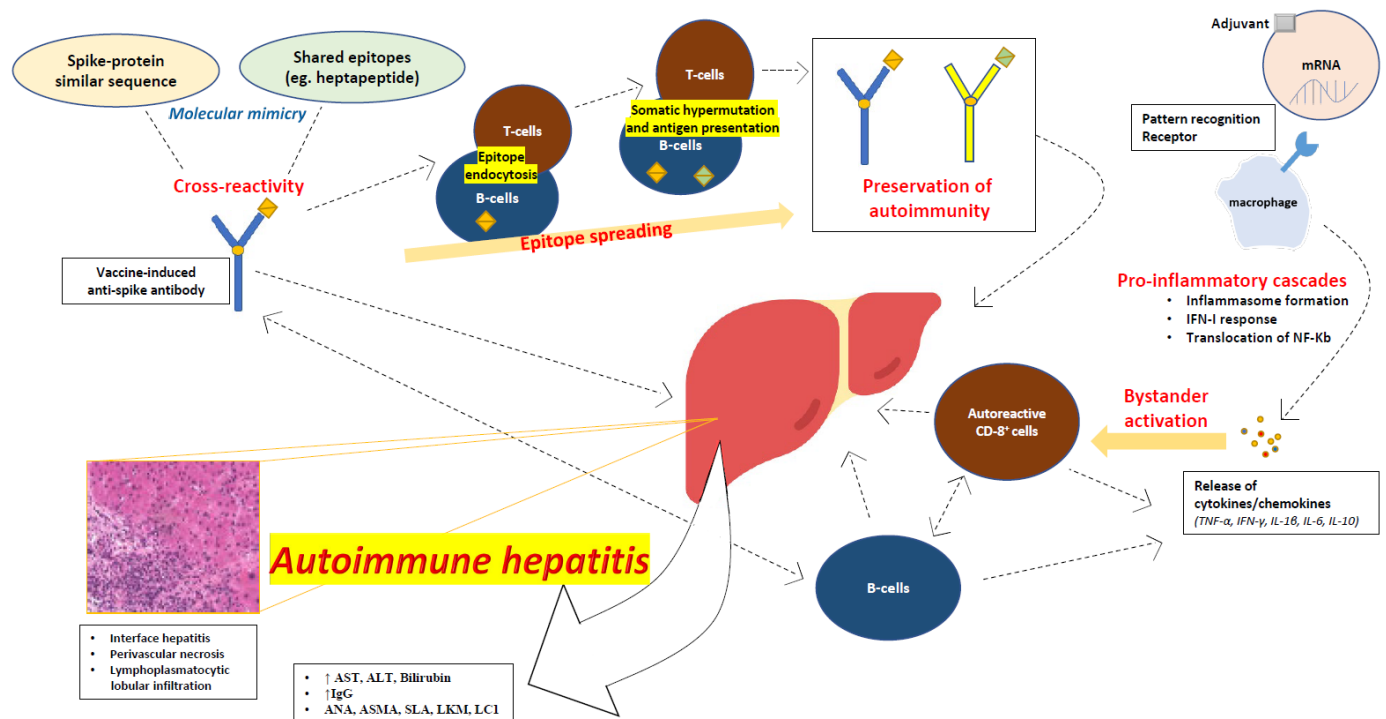 Spike-protein
similar sequence
Shared epitopes
(eg. heptapeptide)
Molecular mimicry
Cross-reactivity
Vaccine-induced
anti-spike antibody
T-cells
Epitope
endocytosis
B-cells
T-cells
Somatic hypermutation
and antigen presentation
B-cells
Epitope spreading
Preservation of
autoimmunity
Adjuvant
mRNA
Pattern recognition
Receptor
macrophage
Pro-inflammatory cascades
• Inflammasome formation
• IFN-I response
• Translocation of NF-Kb
Bystander
activation
Autoreactive
CD-8⁺ cells
Release of
cytokines/chemokines
(TNF-α, IFN-γ, IL-1β, IL-6, IL-10)
B-cells
Autoimmune hepatitis
• Interface hepatitis
• Perivascular necrosis
• Lymphoplasmatocytic
lobular infiltration
• ↑ AST, ALT, Bilirubin
• ↑IgG
• ANA, ASMA, SLA, LKM, LC1